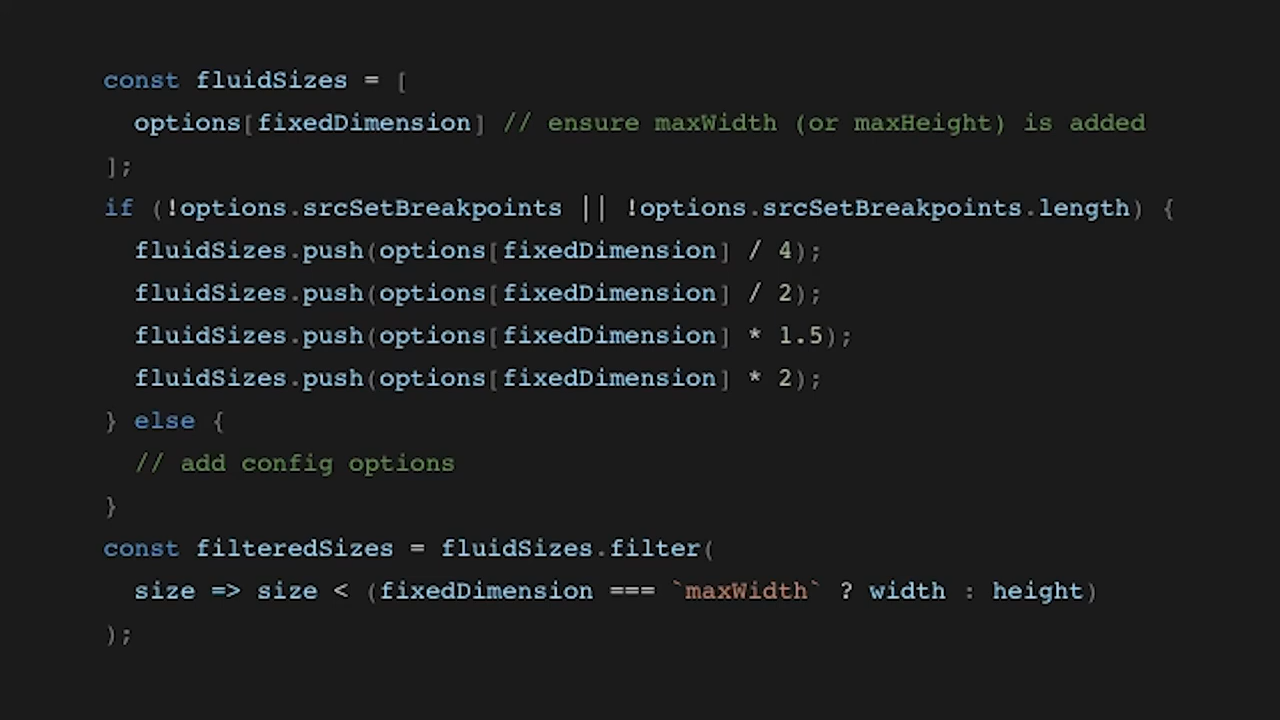 const fluidSizes = [
  options[fixedDimension] // ensure maxWidth (or maxHeight) is added
];
if (!options.srcSetBreakpoints || !options.srcSetBreakpoints.length) {
  fluidSizes.push(options[fixedDimension] / 4);
  fluidSizes.push(options[fixedDimension] / 2);
  fluidSizes.push(options[fixedDimension] * 1.5);
  fluidSizes.push(options[fixedDimension] * 2);
} else {
  // add config options
}
const filteredSizes = fluidSizes.filter(
  size => size < (fixedDimension === `maxWidth` ? width : height)
);